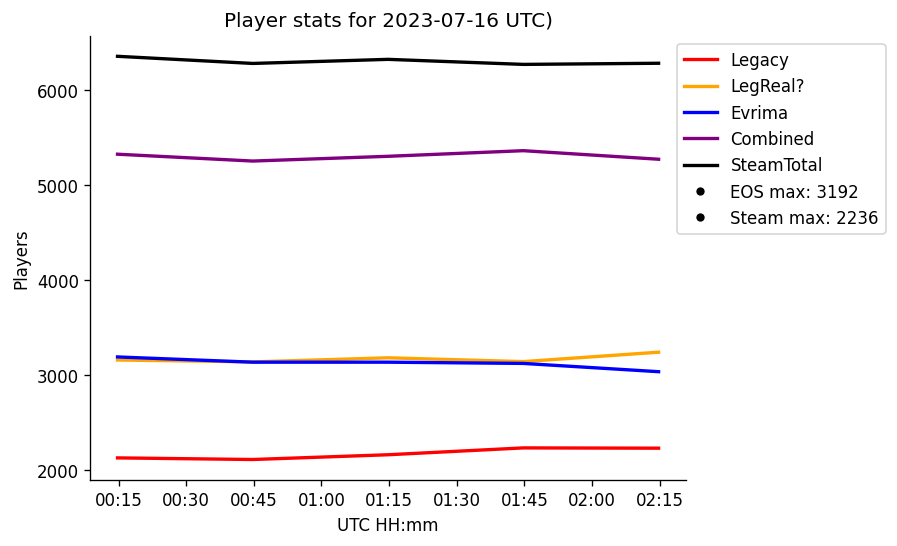 Player stats for 2023-07-16 UTC)
Legacy
LegReal?
Evrima
Combined
SteamTotal
EOS max: 3192
Steam max: 2236
Players
6000
5000
4000
3000
2000
00:15 00:30 00:45 01:00 01:15 01:30 01:45 02:00 02:15
UTC HH:mm